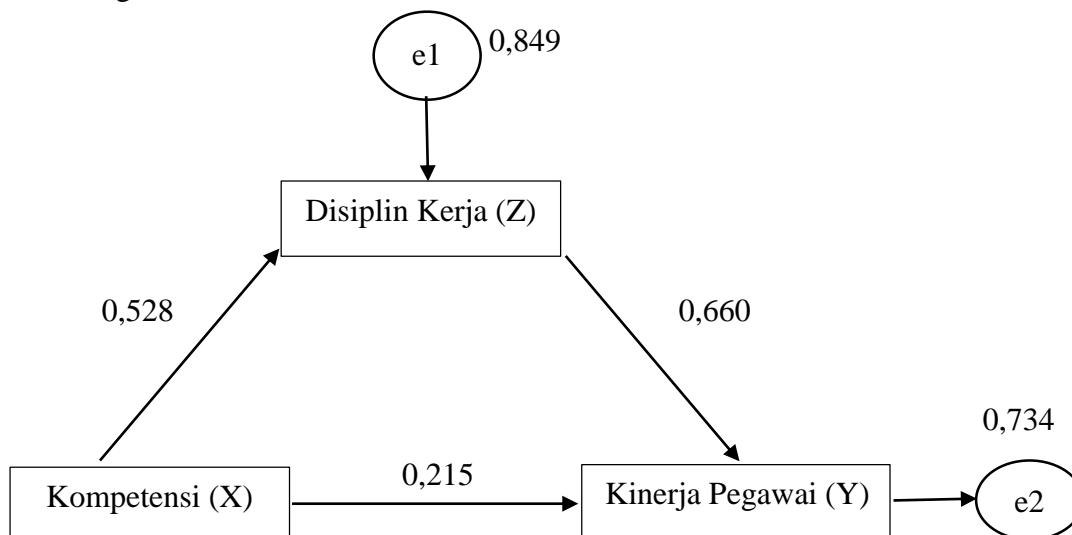 e1
0,849
Disiplin Kerja (Z)
0,528
0,660
0,734
Kompetensi (X)
0,215
Kinerja Pegawai (Y)
e2